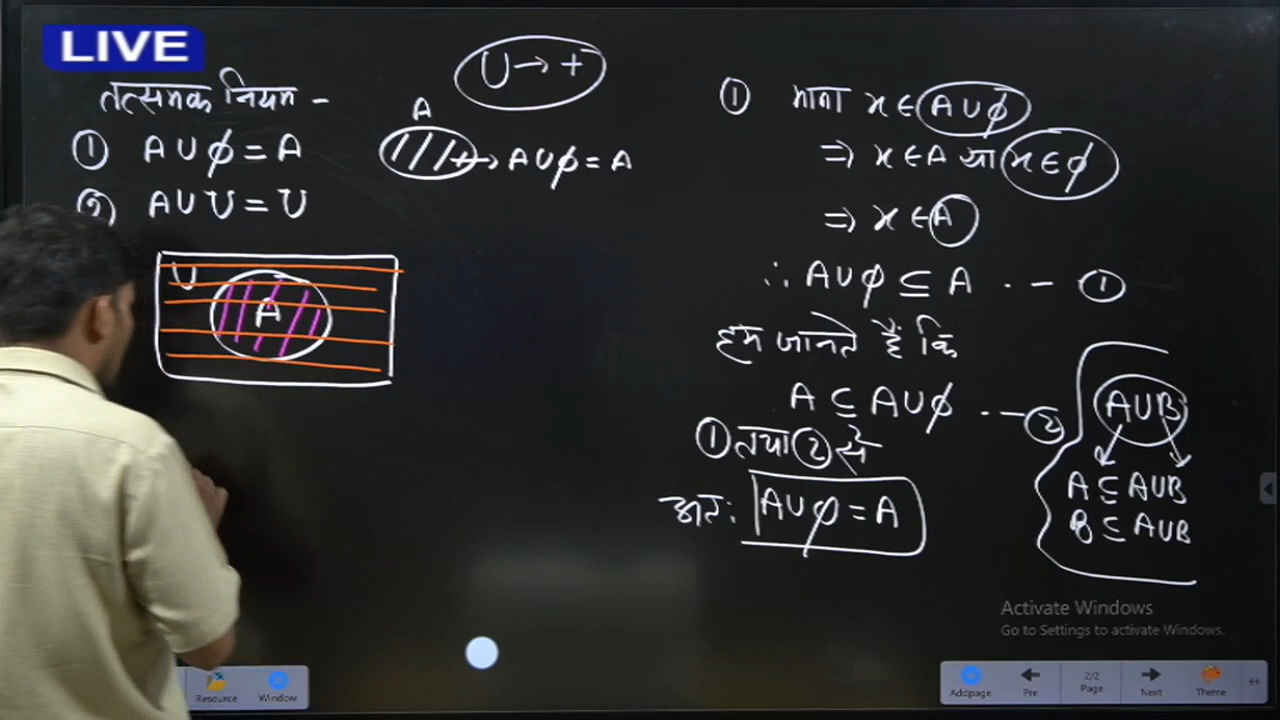 LIVE
तत्समक नियम -
① A∪ϕ = A
② A∪U = U
U → +
A
→ A∪ϕ = A
U
A
① माना x ∈ A∪ϕ
⇒ x ∈ A या x ∈ ϕ
⇒ x ∈ A
∴ A∪ϕ ⊆ A --- ①
हम जानते हैं कि
A ⊆ A∪ϕ --- ②
① तथा ② से
अतः A∪ϕ = A
A∪B
A ⊆ A∪B
B ⊆ A∪B
Activate Windows
Go to Settings to activate Windows.
Resource
Window
Addpage
Pre
2/2
Page
Next
Theme